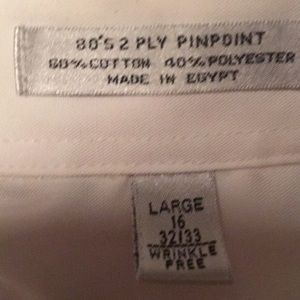 80'S 2 PLY PINPOINT
60% COTTON 40% POLYESTER
MADE IN EGYPT
LARGE
16
32/33
WRINKLE
FREE